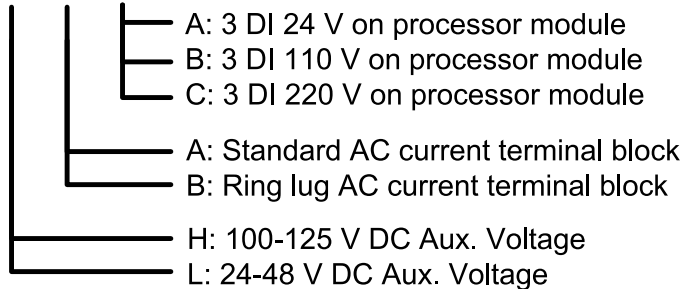 A: 3 DI 24 V on processor module
B: 3 DI 110 V on processor module
C: 3 DI 220 V on processor module
A: Standard AC current terminal block
B: Ring lug AC current terminal block
H: 100-125 V DC Aux. Voltage
L: 24-48 V DC Aux. Voltage